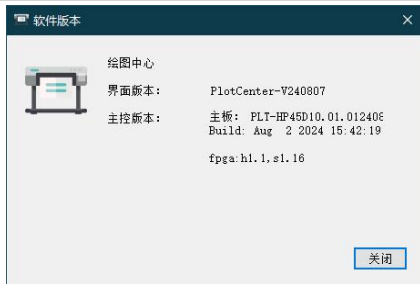 软件版本
绘图中心
界面版本： PlotCenter-V240807
主控版本： 主板： PLT-HP45D10.01.012408
Build: Aug  2 2024 15:42:19
fpga:h1.1,s1.16
关闭